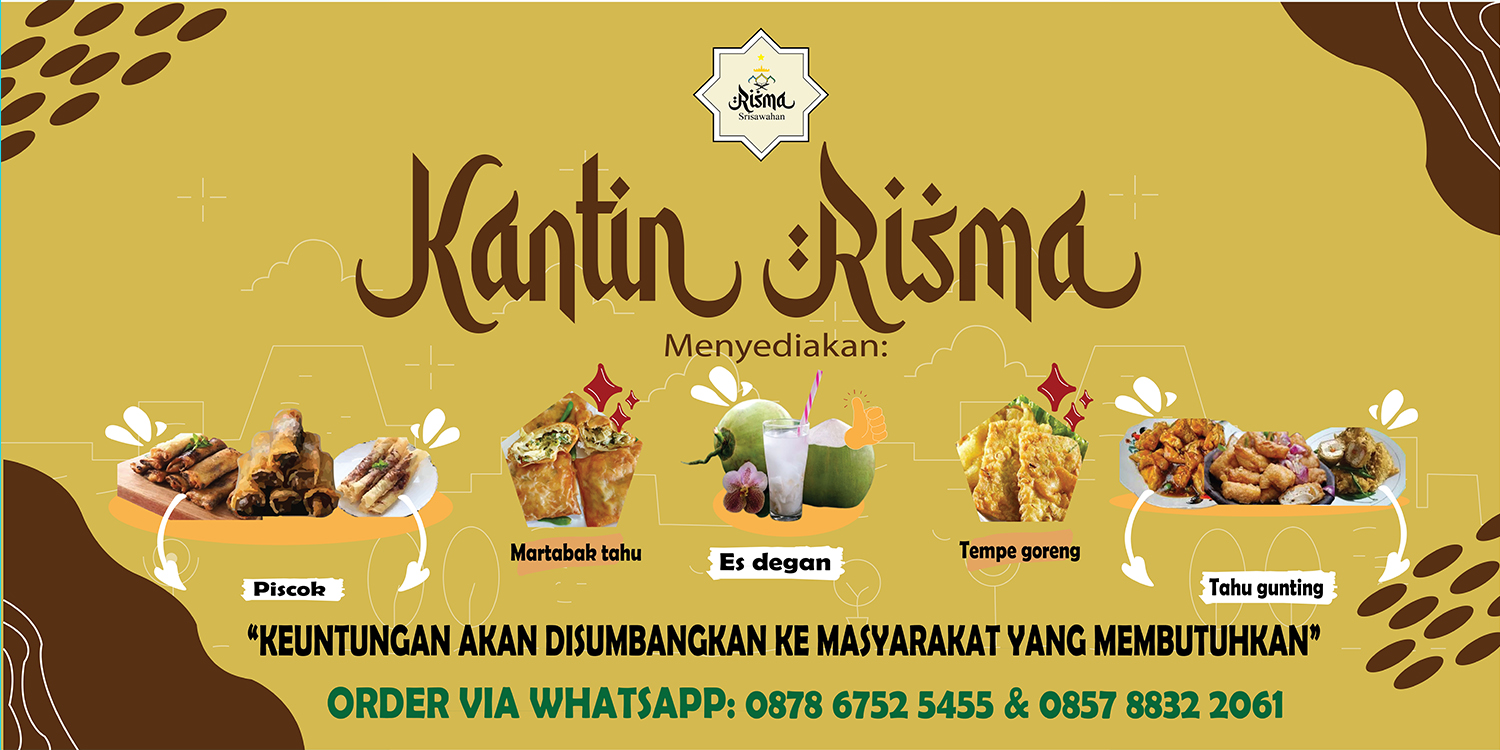 Risma
Srisawahan
Kantin Risma
Menyediakan:
Martabak tahu
Es degan
Tempe goreng
Piscok
Tahu gunting
“KEUNTUNGAN AKAN DISUMBANGKAN KE MASYARAKAT YANG MEMBUTUHKAN”
ORDER VIA WHATSAPP: 0878 6752 5455 & 0857 8832 2061